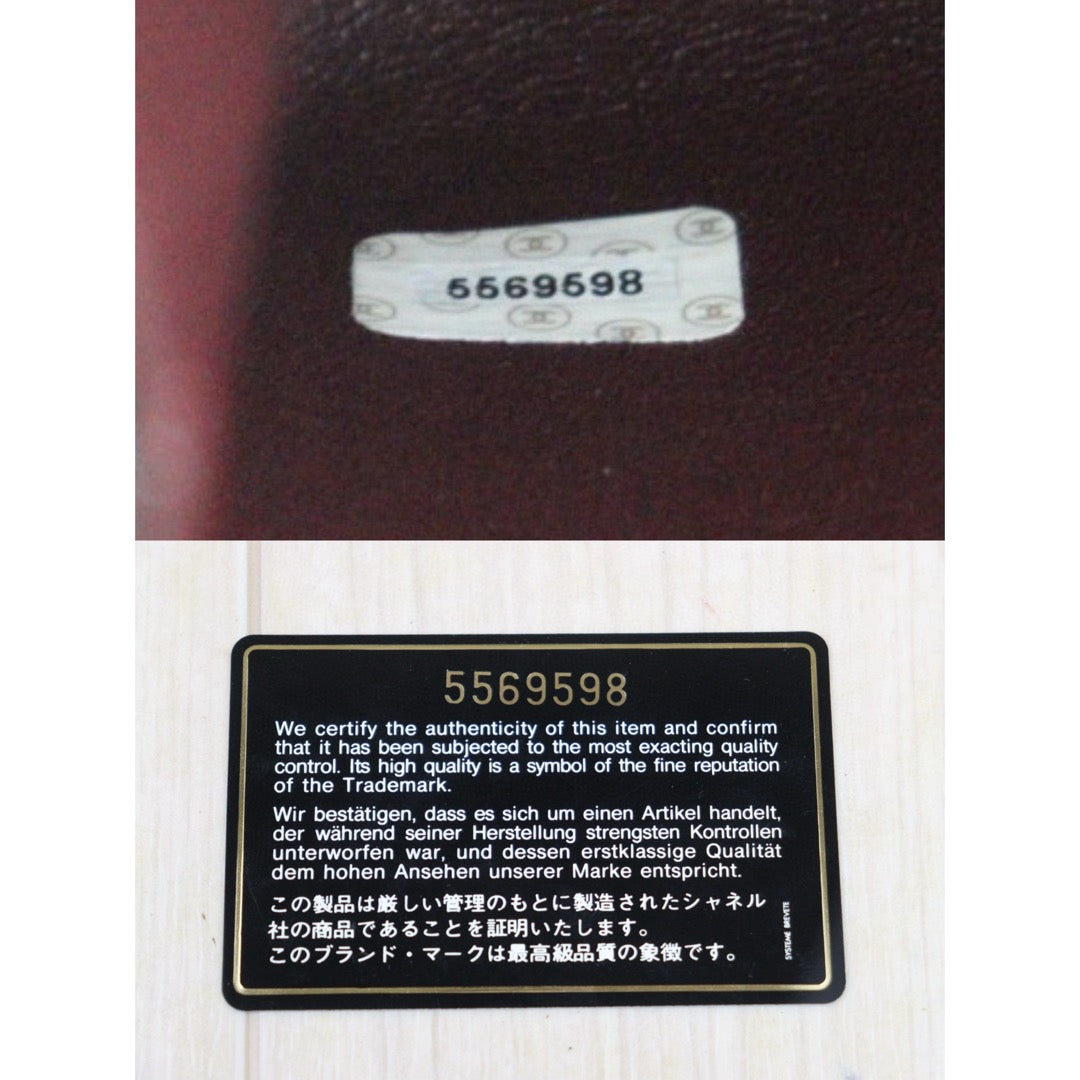 5569598
5569598
We certify the authenticity of this item and confirm
that it has been subjected to the most exacting quality
control. Its high quality is a symbol of the fine reputation
of the Trademark.
Wir bestätigen, dass es sich um einen Artikel handelt,
der während seiner Herstellung strengsten Kontrollen
unterworfen war, und dessen erstklassige Qualität
dem hohen Ansehen unserer Marke entspricht.
この製品は厳しい管理のもとに製造されたシャネル
社の商品であることを証明いたします。
このブランド・マークは最高級品質の象徴です。
SYSTEME BREVETE